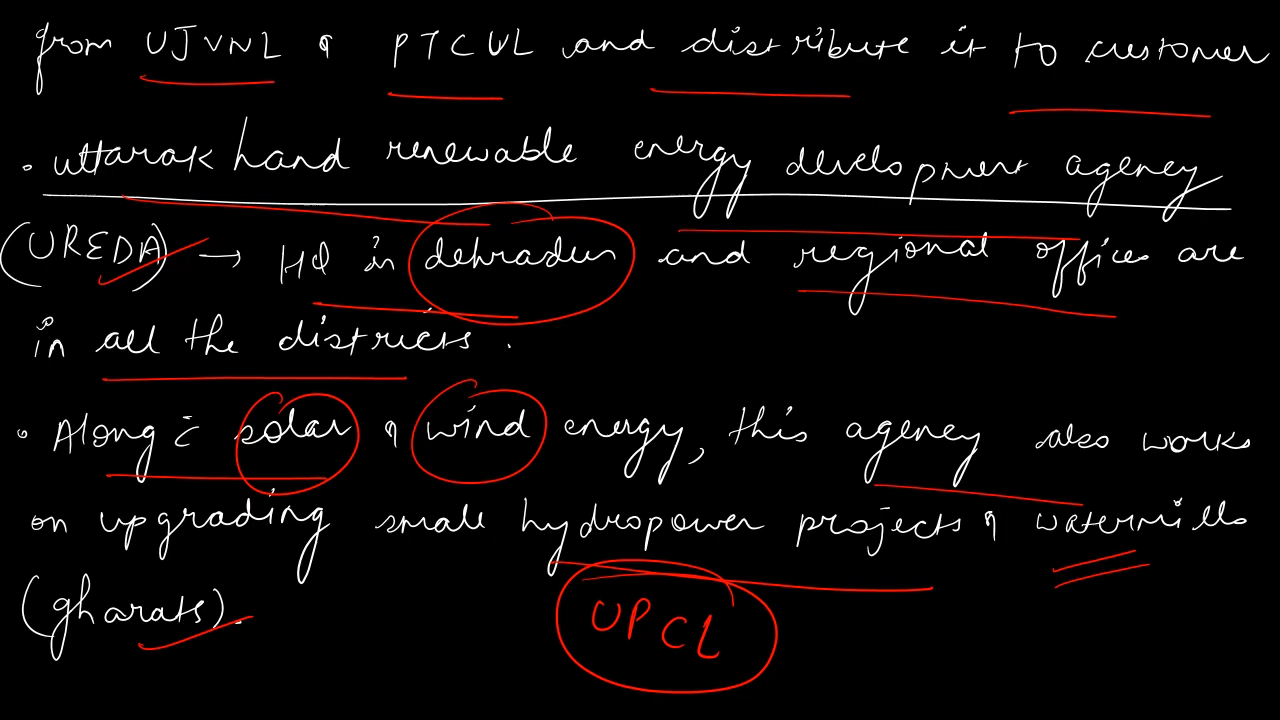 from UJVNL & PTCUL and distribute it to customer
• uttarakhand renewable energy development agency
(UREDA) → HQ in dehradun and regional offices are
in all the districts.
• Along c̄ solar & wind energy, this agency also works
on upgrading small hydropower projects & watermills
(gharats).
UPCL